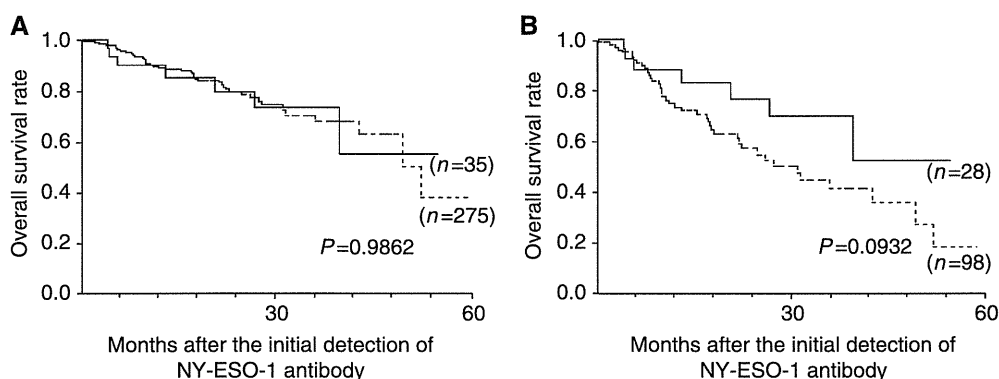 A
Overall survival rate
1.0
0.8
0.6
0.4
0.2
0.0
(n=35)
(n=275)
P=0.9862
30
60
Months after the initial detection of
NY-ESO-1 antibody
B
Overall survival rate
1.0
0.8
0.6
0.4
0.2
0.0
(n=28)
P=0.0932
(n=98)
30
60
Months after the initial detection of
NY-ESO-1 antibody